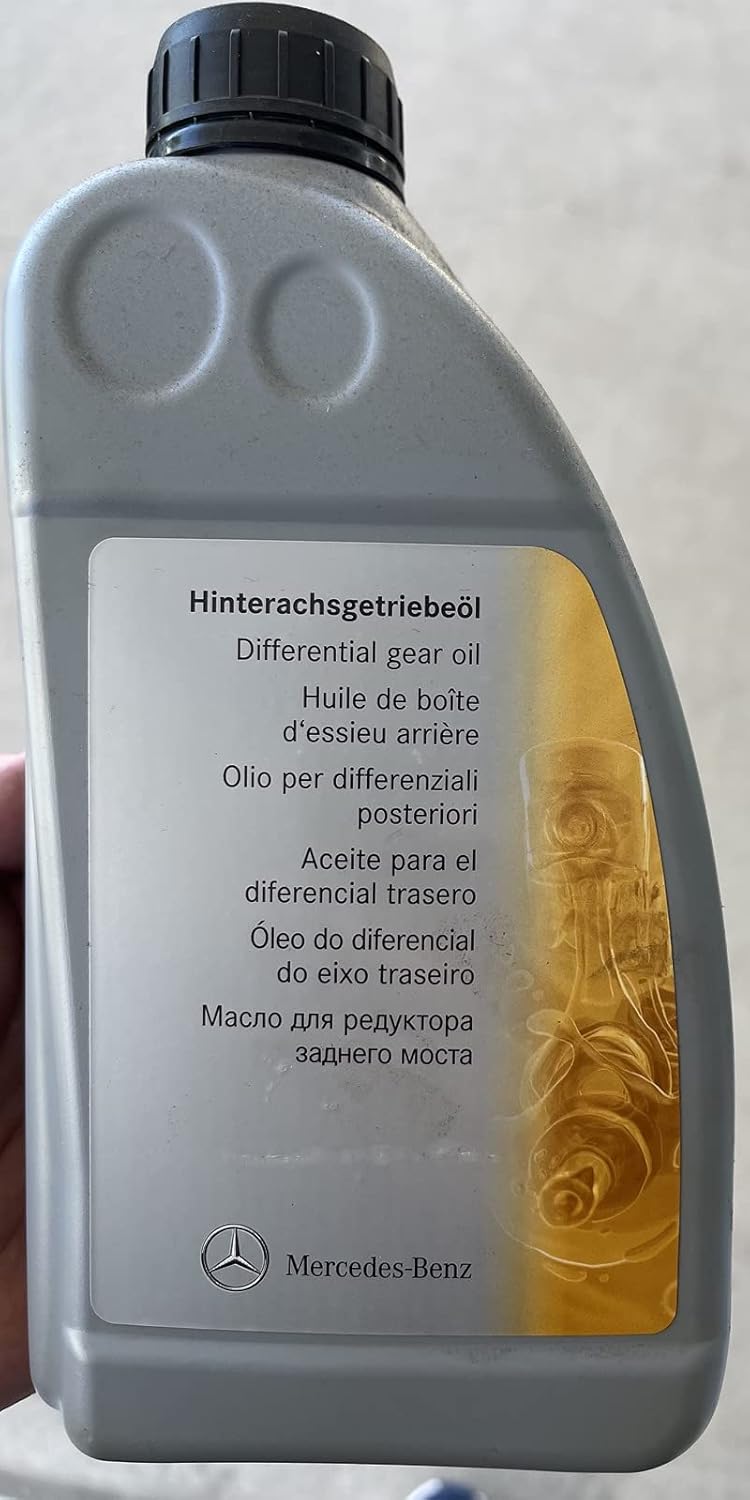 Hinterachsgetriebeöl
Differential gear oil
Huile de boîte
d‘essieu arrière
Olio per differenziali
posteriori
Aceite para el
diferencial trasero
Óleo do diferencial
do eixo traseiro
Масло для редуктора
заднего моста
Mercedes-Benz